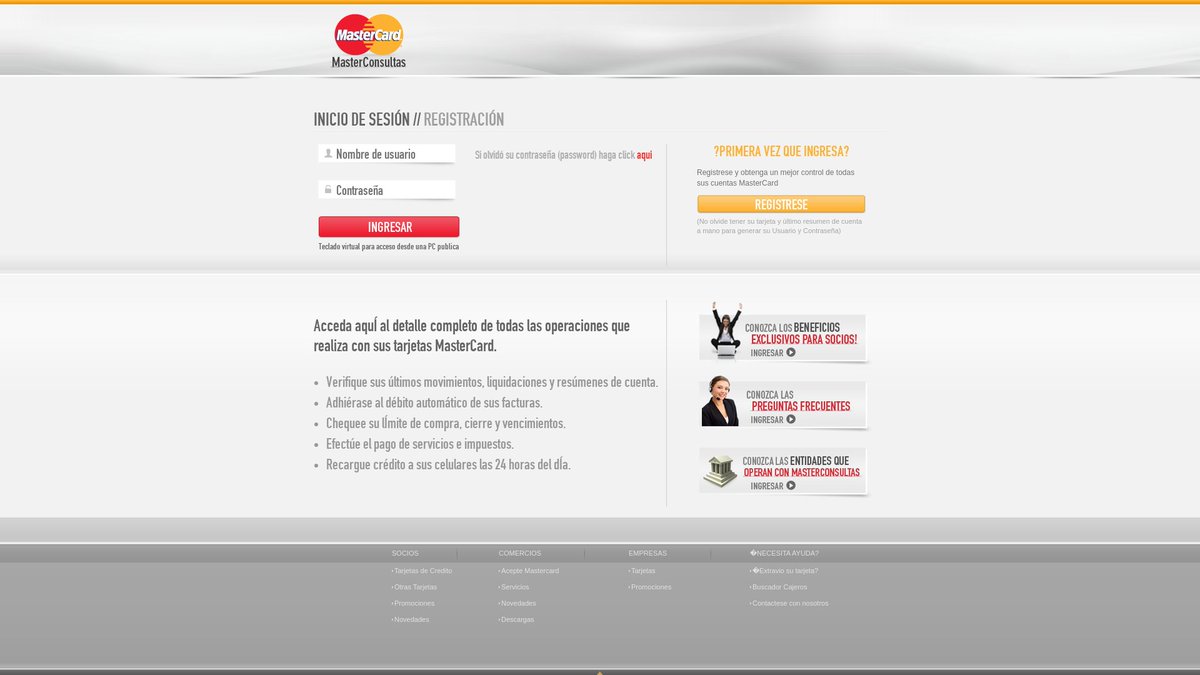 MasterCard
MasterConsultas
INICIO DE SESIÓN // REGISTRACIÓN
Nombre de usuario
Si olvidó su contraseña (password) haga click aquí
Contraseña
INGRESAR
Teclado virtual para acceso desde una PC publica
?PRIMERA VEZ QUE INGRESA?
Regístrese y obtenga un mejor control de todas
sus cuentas MasterCard
REGISTRESE
(No olvide tener su tarjeta y último resumen de cuenta
a mano para generar su Usuario y Contraseña)
Acceda aquÍ al detalle completo de todas las operaciones que
realiza con sus tarjetas MasterCard.
• Verifique sus últimos movimientos, liquidaciones y resúmenes de cuenta.
• Adhiérase al débito automático de sus facturas.
• Chequee su lÍmite de compra, cierre y vencimientos.
• Efectúe el pago de servicios e impuestos.
• Recargue crédito a sus celulares las 24 horas del dÍa.
CONOZCA LOS BENEFICIOS
EXCLUSIVOS PARA SOCIOS!
INGRESAR
CONOZCA LAS
PREGUNTAS FRECUENTES
INGRESAR
CONOZCA LAS ENTIDADES QUE
OPERAN CON MASTERCONSULTAS
INGRESAR
SOCIOS
Tarjetas de Credito
Otras Tarjetas
Promociones
Novedades
COMERCIOS
Acepte Mastercard
Servicios
Novedades
Descargas
EMPRESAS
Tarjetas
Promociones
�NECESITA AYUDA?
�Extravio su tarjeta?
Buscador Cajeros
Contactese con nosotros